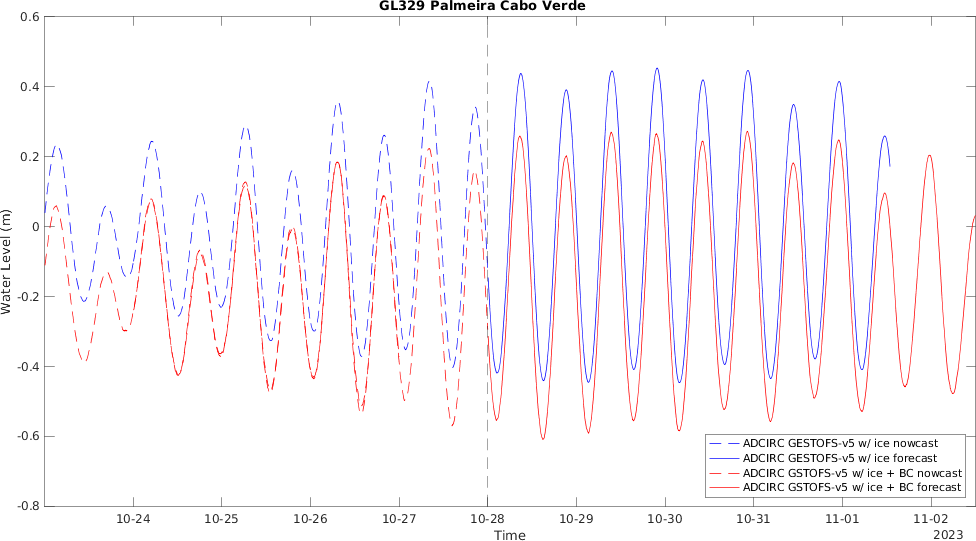 GL329 Palmeira Cabo Verde
0.6
0.4
0.2
0
-0.2
-0.4
-0.6
-0.8
Water Level (m)
ADCIRC GESTOFS-v5 w/ ice nowcast
ADCIRC GESTOFS-v5 w/ ice forecast
ADCIRC GSTOFS-v5 w/ ice + BC nowcast
ADCIRC GSTOFS-v5 w/ ice + BC forecast
10-24 10-25 10-26 10-27 10-28 10-29 10-30 10-31 11-01 11-02
Time
2023